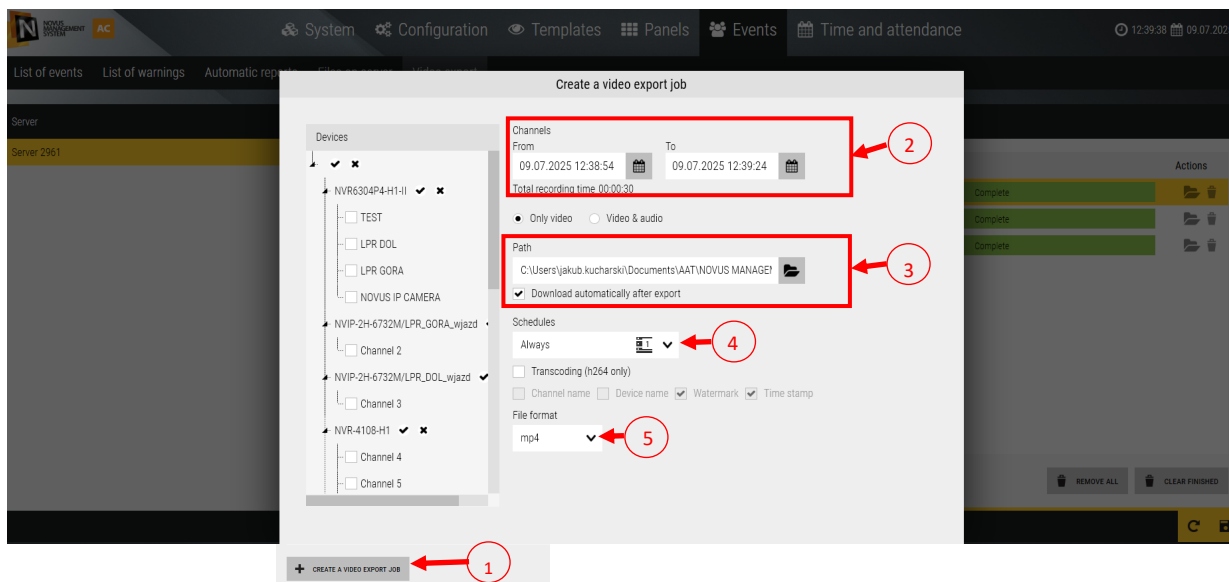 NOVUS
MANAGEMENT
SYSTEM
AC
System Configuration Templates Panels Events Time and attendance
12:39:38 09.07.202
List of events List of warnings Automatic reports Files on server Video export
Create a video export job
Server
Server 2961
Devices
NVR6304P4-H1-II
TEST
LPR DOL
LPR GORA
NOVUS IP CAMERA
NVIP-2H-6732M/LPR_GORA_wjazd
Channel 2
NVIP-2H-6732M/LPR_DOL_wjazd
Channel 3
NVR-4108-H1
Channel 4
Channel 5
Channels
From To
09.07.2025 12:38:54 09.07.2025 12:39:24
Total recording time 00:00:30
2
Only video Video & audio
Path
C:\Users\jakub.kucharski\Documents\AAT\NOVUS MANAGEM
Download automatically after export
3
Schedules
Always 1
4
Transcoding (h264 only)
Channel name Device name Watermark Time stamp
File format
mp4
5
Actions
Complete
Complete
Complete
REMOVE ALL CLEAR FINISHED
+ CREATE A VIDEO EXPORT JOB
1